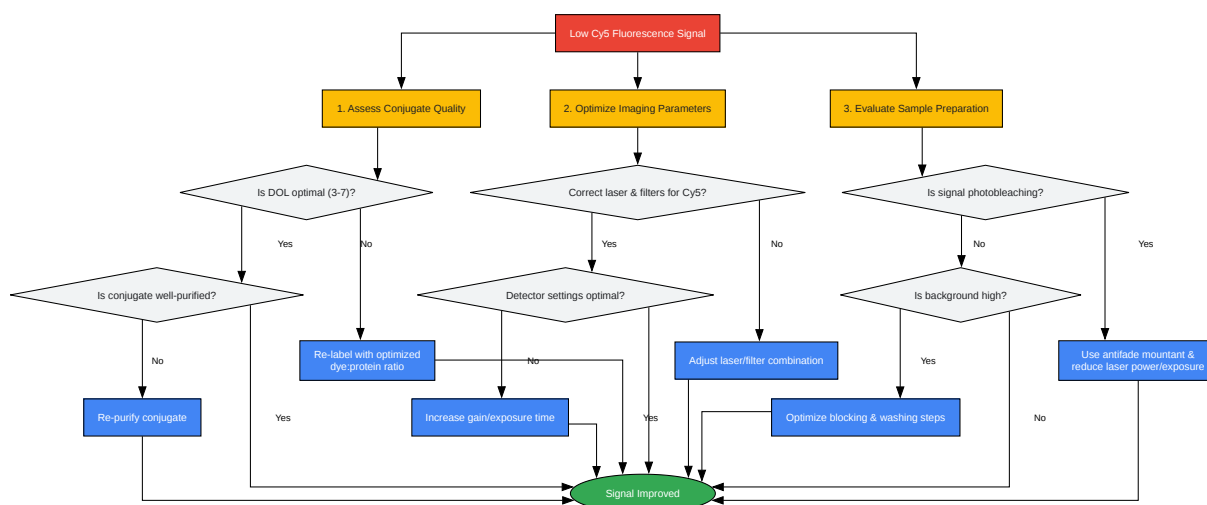 Low Cy5 Fluorescence Signal
1. Assess Conjugate Quality
2. Optimize Imaging Parameters
3. Evaluate Sample Preparation
Is DOL optimal (3-7)?
Correct laser & filters for Cy5?
Is signal photobleaching?
Yes
No
Yes
No
No
Yes
Is conjugate well-purified?
Detector settings optimal?
Is background high?
No
Re-label with optimized
dye:protein ratio
No
Adjust laser/filter combination
Yes
Use antifade mountant &
reduce laser power/exposure
Re-purify conjugate
Yes
Increase gain/exposure time
Yes
Optimize blocking & washing steps
No
Signal Improved